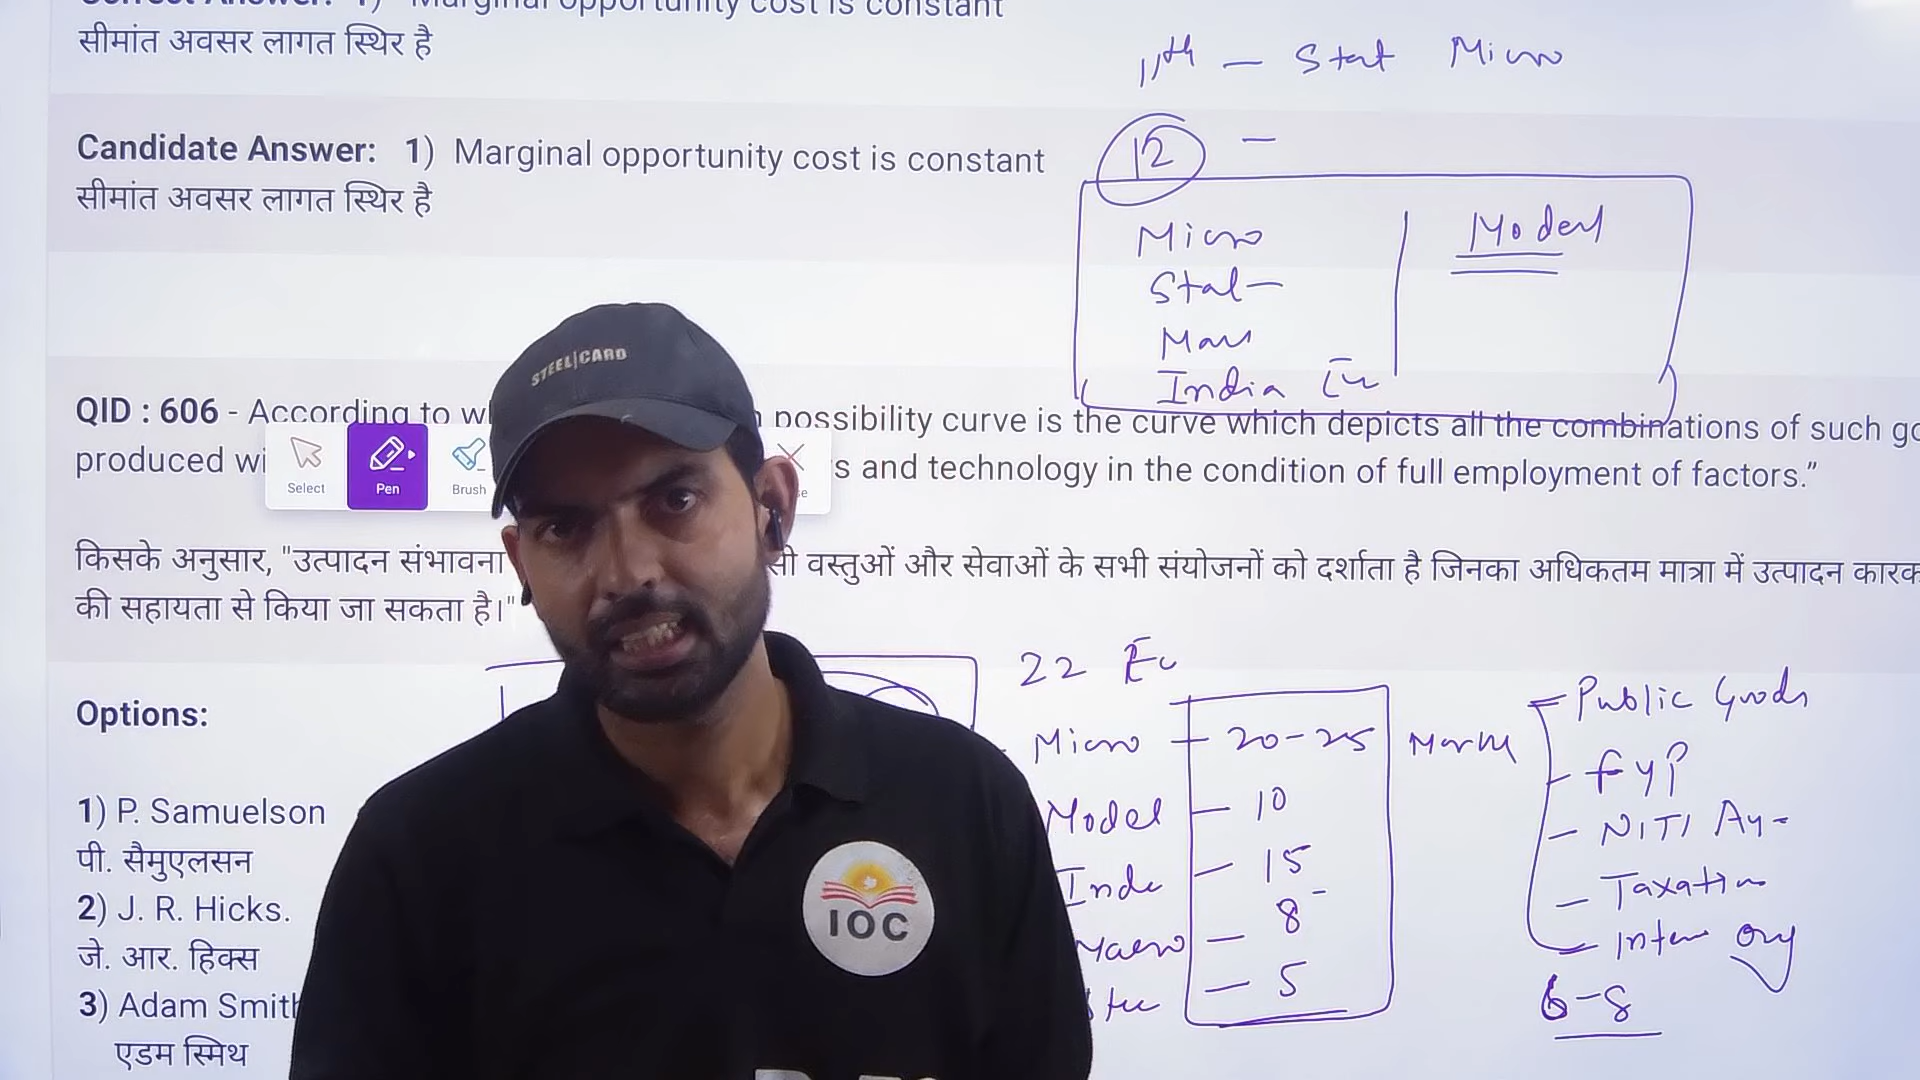 Marginal opportunity cost is constant
सीमांत अवसर लागत स्थिर है
Candidate Answer: 1) Marginal opportunity cost is constant
सीमांत अवसर लागत स्थिर है
11th - Stat Micro
12 -
Micro
Stat-
India
QID : 606 - According to possibility curve is the curve which depicts all the combinations of such
produced s and technology in the condition of full employment of factors.”
Select
Pen
Brush
किसके अनुसार, "उत्पादन संभावना वस्तुओं और सेवाओं के सभी संयोजनों को दर्शाता है जिनका अधिकतम मात्रा में उत्पादन
की सहायता से किया जा सकता है।"
Options:
1) P. Samuelson
पी. सैमुएलसन
2) J. R. Hicks.
जे. आर. हिक्स
3) Adam Smith
एडम स्मिथ
22 Ec
Micro - 20-25
Model - 10
Inde - 15
- 8
- 5
Public Goods
- FYP
- NITI Ay-
- Taxation
6-8
STEEL|CARD
IOC